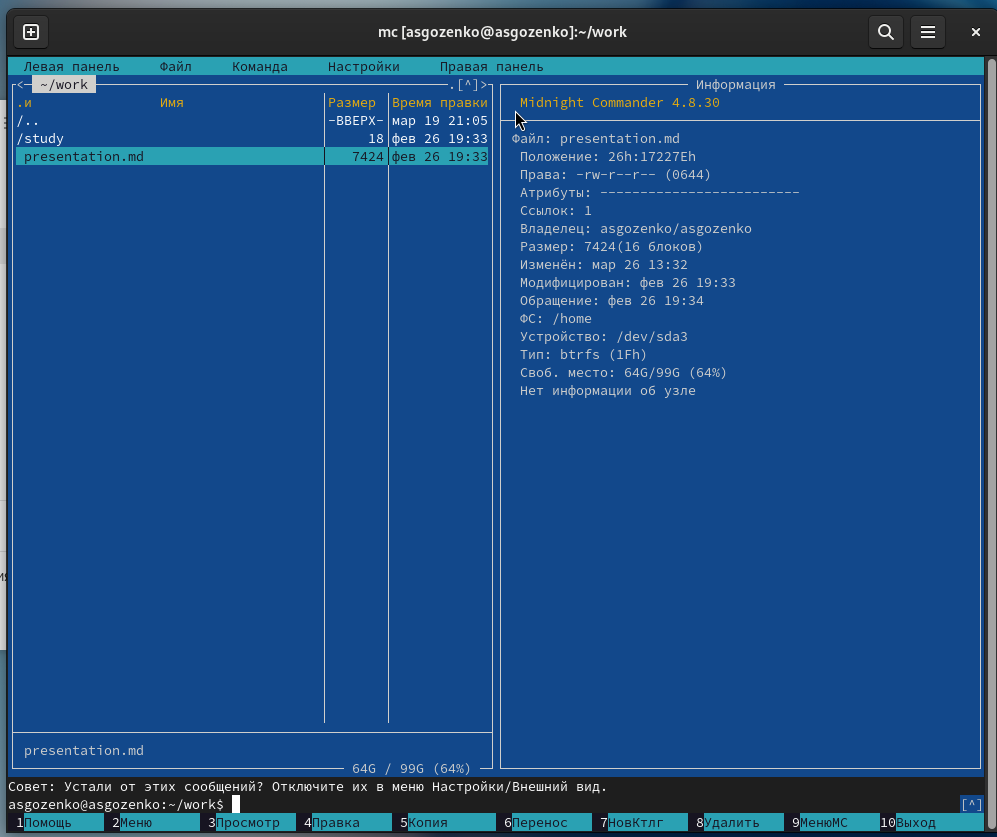 mc [asgozenko@asgozenko]:~/work
Левая панель Файл Команда Настройки Правая панель
<─ ~/work .[^]>
.и Имя Размер Время правки
/.. -ВВЕРХ- мар 19 21:05
/study 18 фев 26 19:33
presentation.md 7424 фев 26 19:33
presentation.md
64G / 99G (64%)
Информация
Midnight Commander 4.8.30
Файл: presentation.md
Положение: 26h:17227Eh
Права: -rw-r--r-- (0644)
Атрибуты: -------------------------
Ссылок: 1
Владелец: asgozenko/asgozenko
Размер: 7424(16 блоков)
Изменён: мар 26 13:32
Модифицирован: фев 26 19:33
Обращение: фев 26 19:34
ФС: /home
Устройство: /dev/sda3
Тип: btrfs (1Fh)
Своб. место: 64G/99G (64%)
Нет информации об узле
Совет: Устали от этих сообщений? Отключите их в меню Настройки/Внешний вид.
asgozenko@asgozenko:~/work$ [^]
1Помощь 2Меню 3Просмотр 4Правка 5Копия 6Перенос 7НовКтлг 8Удалить 9МенюМС 10Выход